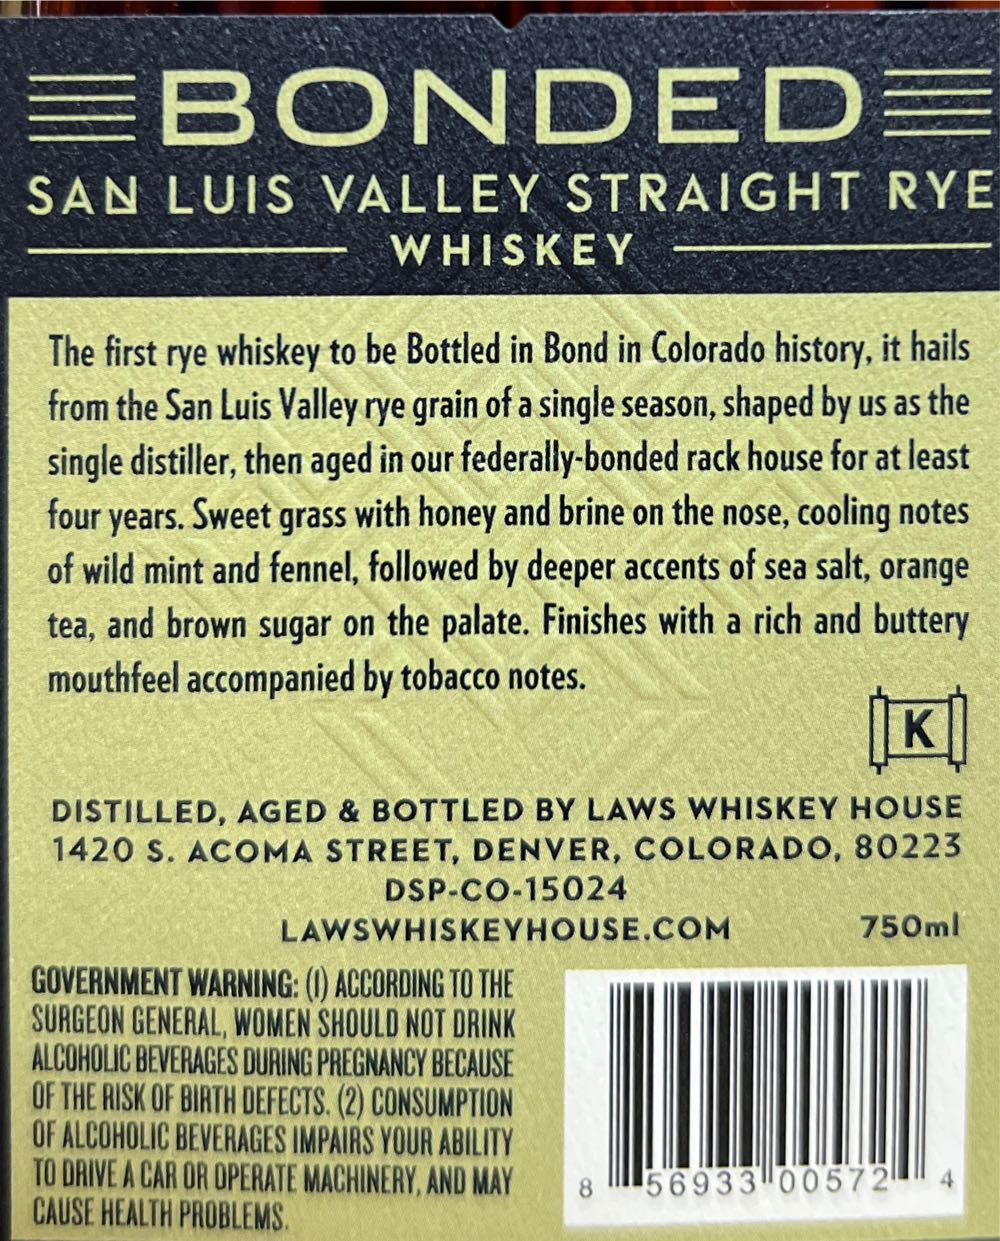 BONDED
SAN LUIS VALLEY STRAIGHT RYE
WHISKEY
The first rye whiskey to be Bottled in Bond in Colorado history, it hails
from the San Luis Valley rye grain of a single season, shaped by us as the
single distiller, then aged in our federally-bonded rack house for at least
four years. Sweet grass with honey and brine on the nose, cooling notes
of wild mint and fennel, followed by deeper accents of sea salt, orange
tea, and brown sugar on the palate. Finishes with a rich and buttery
mouthfeel accompanied by tobacco notes.
K
DISTILLED, AGED & BOTTLED BY LAWS WHISKEY HOUSE
1420 S. ACOMA STREET, DENVER, COLORADO, 80223
DSP-CO-15024
LAWSWHISKEYHOUSE.COM 750ml
GOVERNMENT WARNING: (1) ACCORDING TO THE
SURGEON GENERAL, WOMEN SHOULD NOT DRINK
ALCOHOLIC BEVERAGES DURING PREGNANCY BECAUSE
OF THE RISK OF BIRTH DEFECTS. (2) CONSUMPTION
OF ALCOHOLIC BEVERAGES IMPAIRS YOUR ABILITY
TO DRIVE A CAR OR OPERATE MACHINERY, AND MAY
CAUSE HEALTH PROBLEMS.
8 56933 00572 4